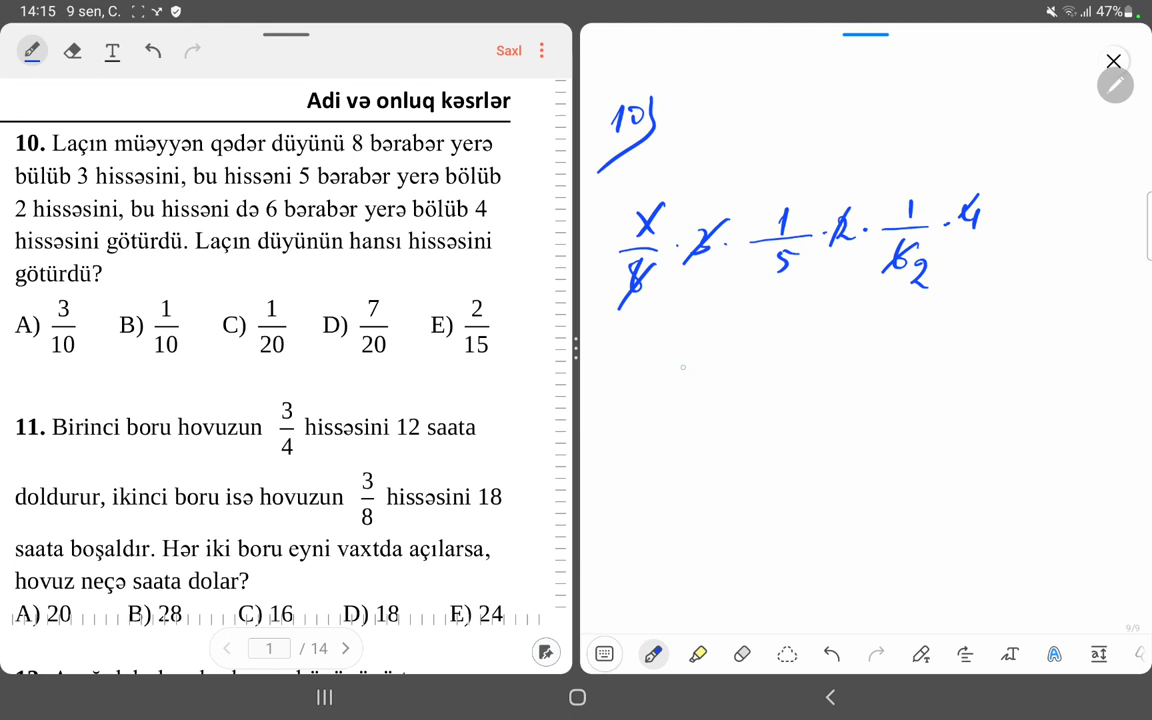 14:15 9 sen, C.
47%
Saxl
Adi və onluq kəsrlər
10. Laçın müəyyən qədər düyünü 8 bərabər yerə
bülüb 3 hissəsini, bu hissəni 5 bərabər yerə bölüb
2 hissəsini, bu hissəni də 6 bərabər yerə bölüb 4
hissəsini götürdü. Laçın düyünün hansı hissəsini
götürdü?
A) 3/10 B) 1/10 C) 1/20 D) 7/20 E) 2/15
11. Birinci boru hovuzun 3/4 hissəsini 12 saata
doldurur, ikinci boru isə hovuzun 3/8 hissəsini 18
saata boşaldır. Hər iki boru eyni vaxtda açılarsa,
hovuz neçə saata dolar?
A) 20 B) 28 C) 16 D) 18 E) 24
1 / 14
10)
x/8 · 3 · 1/5 · 2 · 1/6 2 · 4
9/9